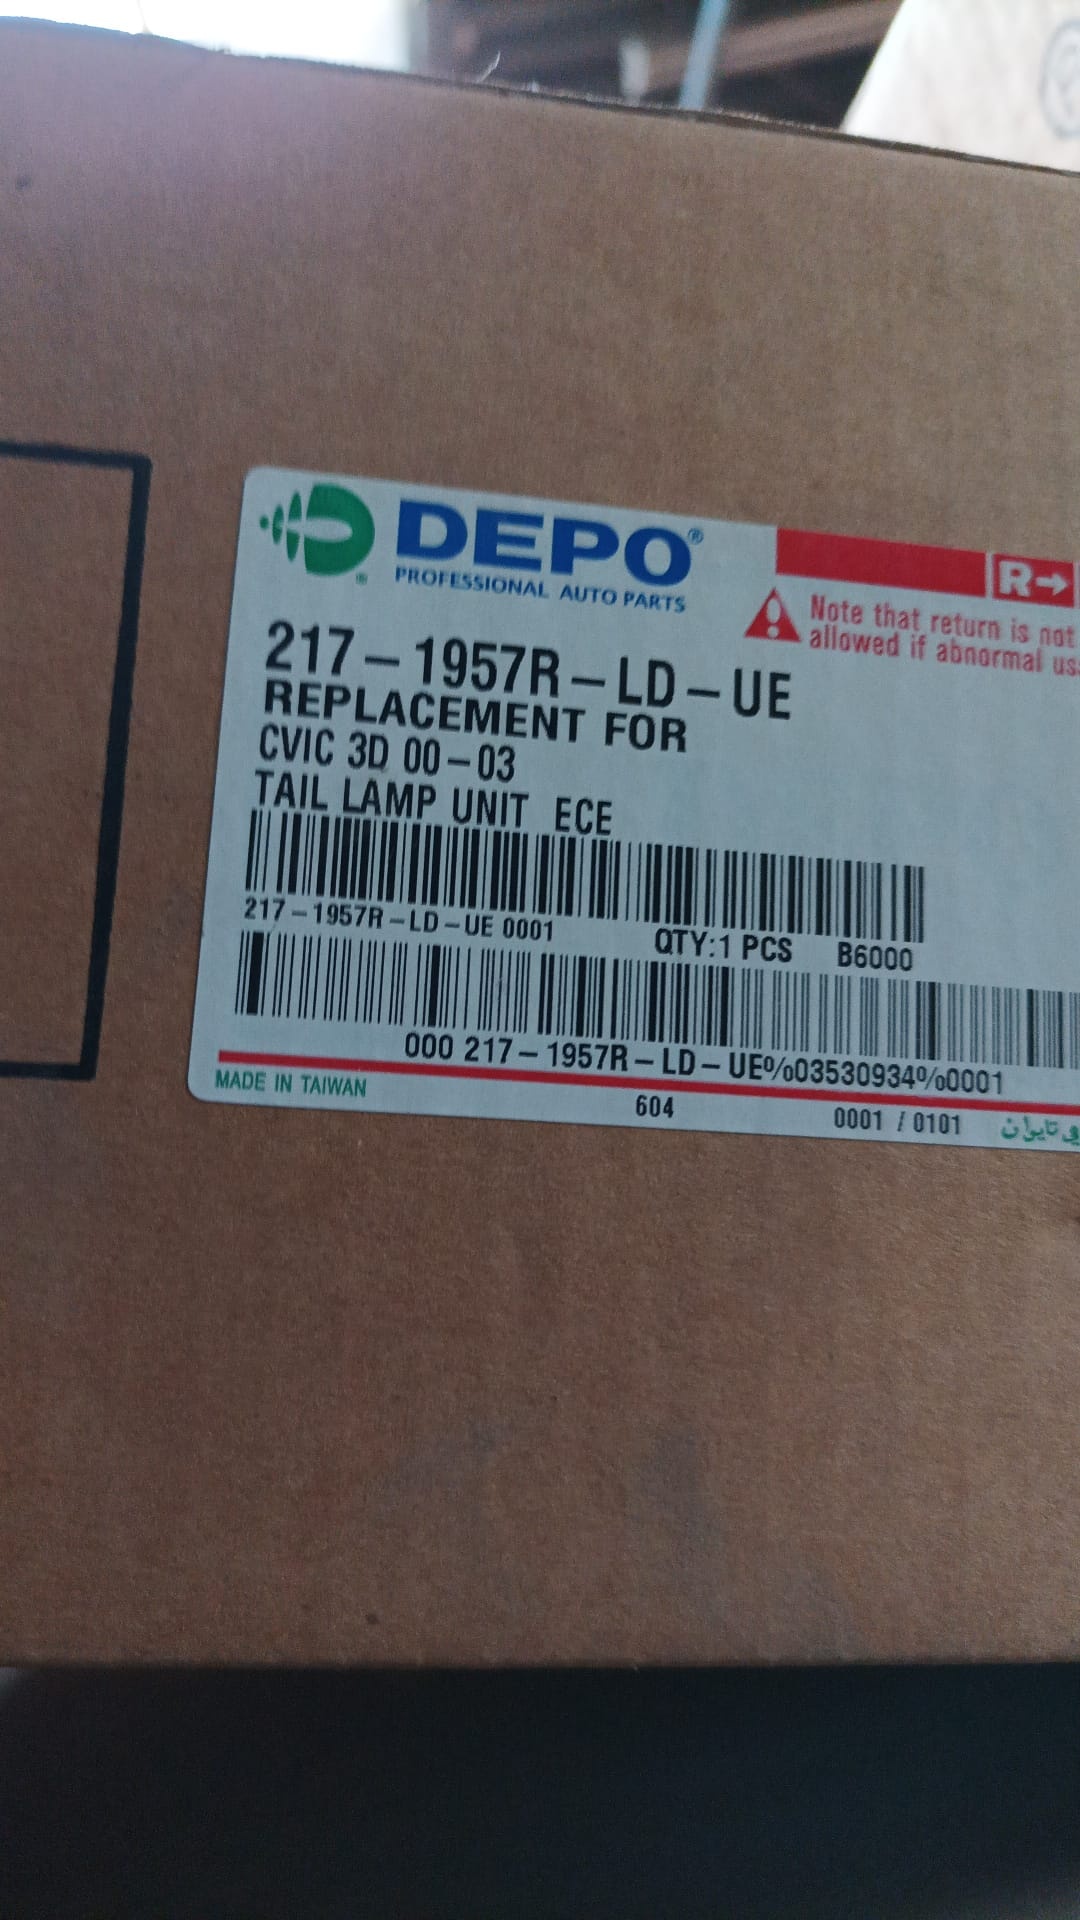 DEPO®
PROFESSIONAL AUTO PARTS
R→
Note that return is not
allowed if abnormal
217-1957R-LD-UE
REPLACEMENT FOR
CVIC 3D 00-03
TAIL LAMP UNIT ECE
217-1957R-LD-UE 0001 QTY:1 PCS B6000
000 217-1957R-LD-UE%03530934%0001
MADE IN TAIWAN 604 0001 / 0101